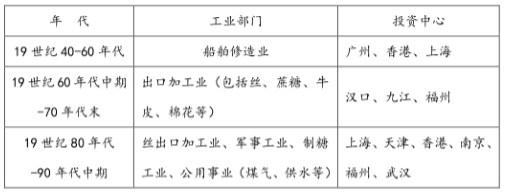 年 代 工业部门 投资中心
19 世纪 40-60 年代 船舶修造业 广州、香港、上海
19 世纪 60 年代中期 出口加工业（包括丝、蔗糖、牛
-70 年代末 皮、棉花等） 汉口、九江、福州
19 世纪 80 年代 丝出口加工业、军事工业、制糖 上海、天津、香港、南京、
-90 年代中期 工业、公用事业（煤气、供水等） 福州、武汉